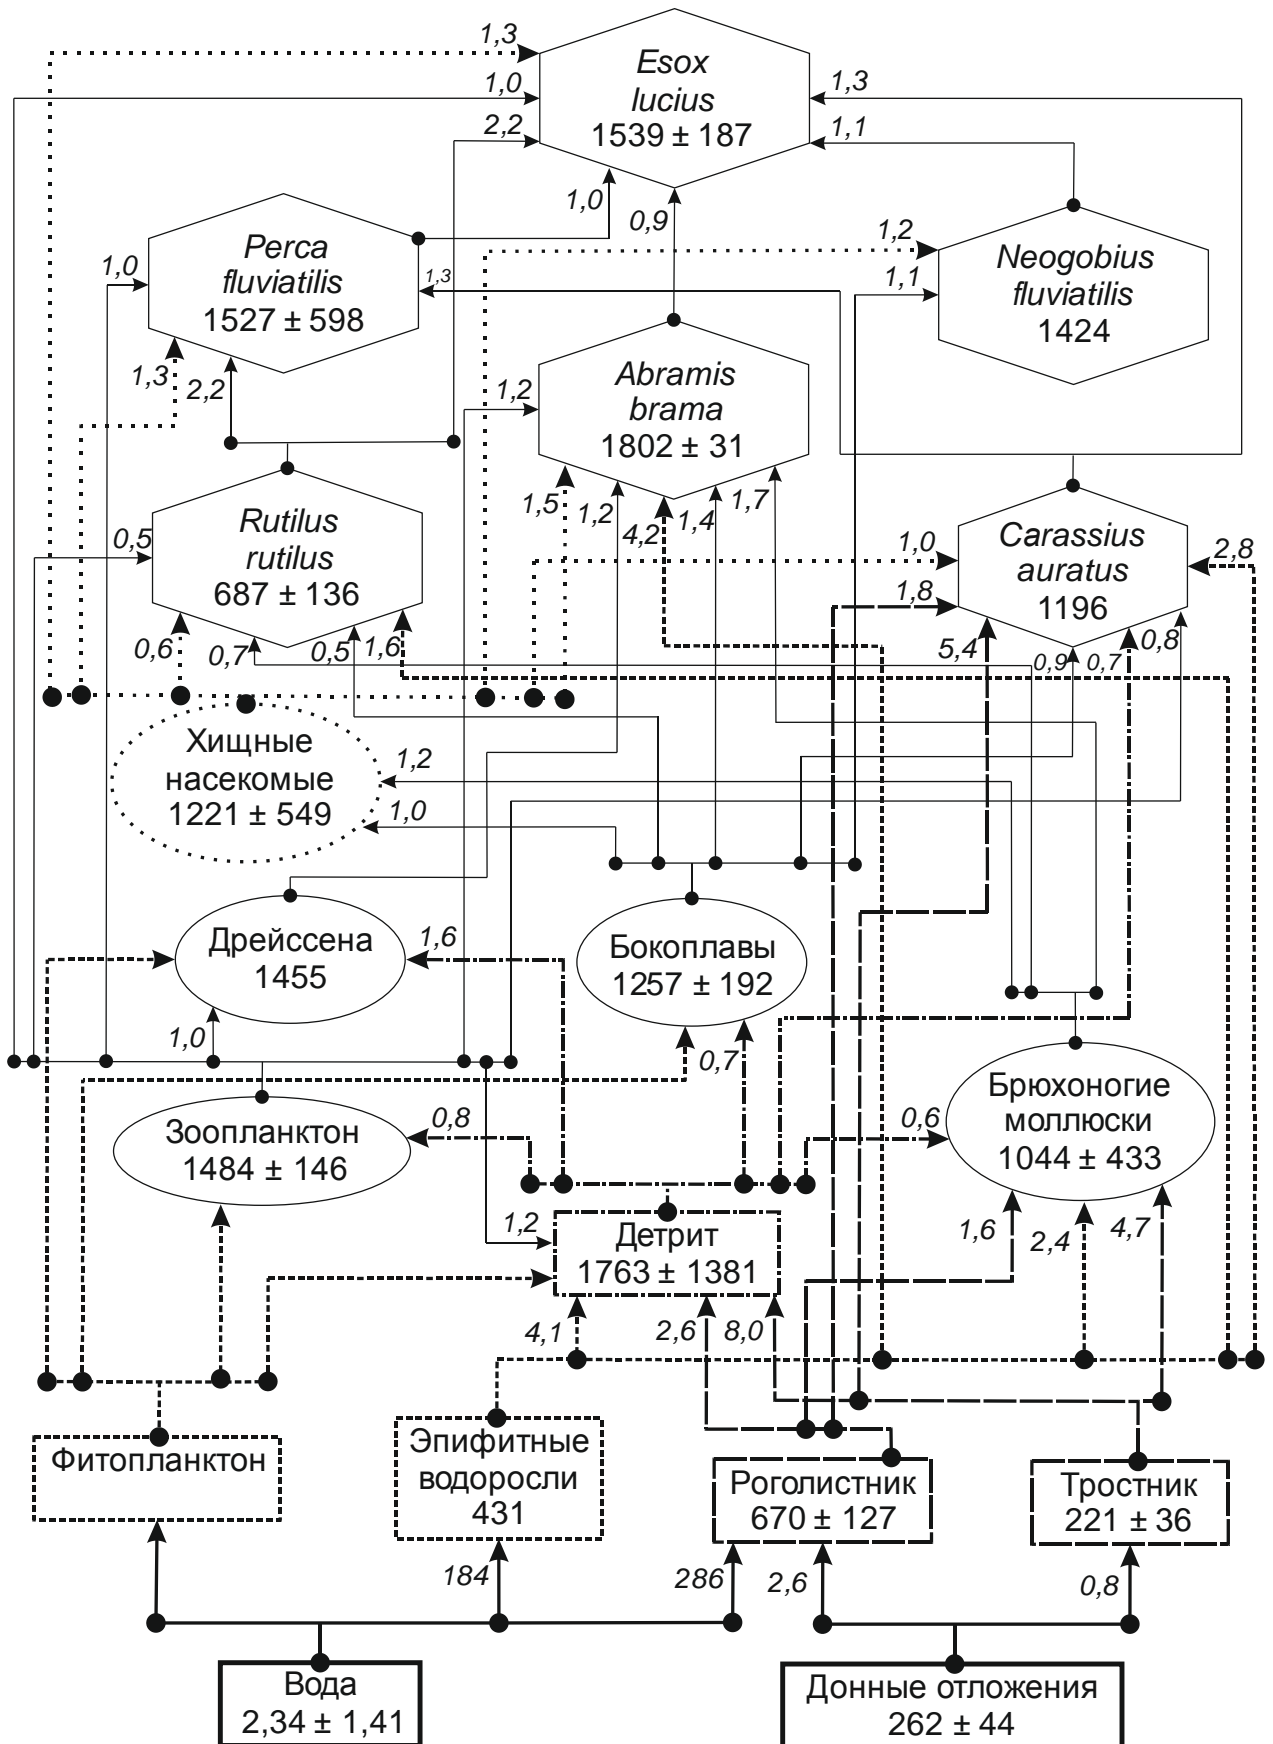 1,3
Esox
lucius
1539 ± 187
1,0
1,3
2,2
1,1
1,0
0,9
Perca
fluviatilis
1527 ± 598
1,0
1,3
1,2
Neogobius
fluviatilis
1424
1,1
1,3
2,2
Abramis
brama
1802 ± 31
1,2
Rutilus
rutilus
687 ± 136
0,5
1,5
1,2
4,2
1,4
1,7
Carassius
auratus
1196
1,0
2,8
1,8
0,6
0,7
0,5
1,6
5,4
0,9
0,7
0,8
Хищные
насекомые
1221 ± 549
1,2
1,0
Дрейссена
1455
1,6
Бокоплавы
1257 ± 192
1,0
0,7
Зоопланктон
1484 ± 146
0,8
0,6
Брюхоногие
моллюски
1044 ± 433
1,2
Детрит
1763 ± 1381
1,6
2,4
4,7
4,1
2,6
8,0
Фитопланктон
Эпифитные
водоросли
431
Роголистник
670 ± 127
Тростник
221 ± 36
184
286
2,6
0,8
Вода
2,34 ± 1,41
Донные отложения
262 ± 44